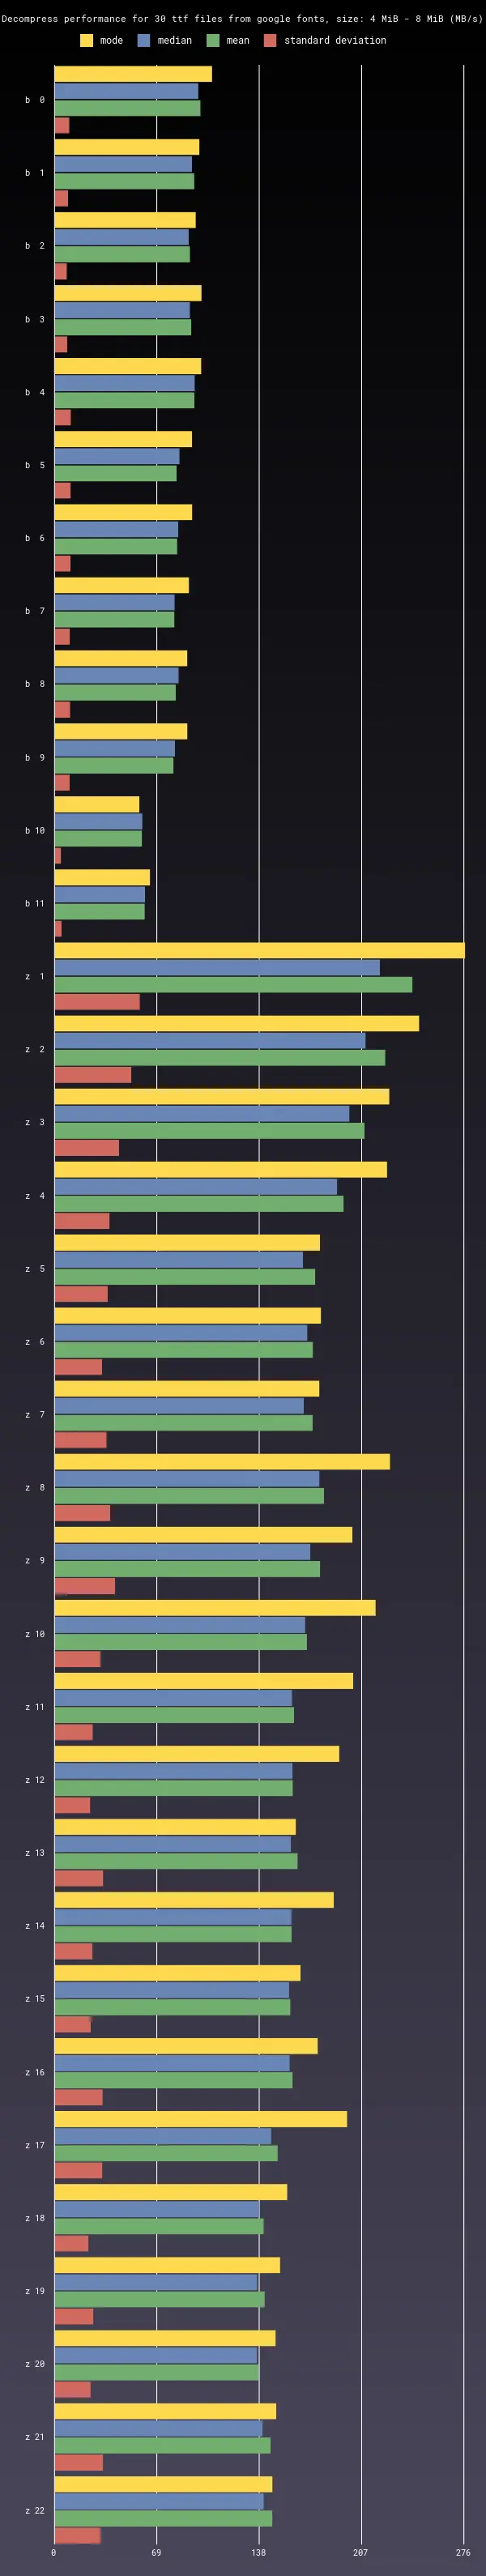 Decompress performance for 30 ttf files from google fonts, size: 4 MiB - 8 MiB (MB/s)
mode median mean standard deviation
b 0
b 1
b 2
b 3
b 4
b 5
b 6
b 7
b 8
b 9
b 10
b 11
z 1
z 2
z 3
z 4
z 5
z 6
z 7
z 8
z 9
z 10
z 11
z 12
z 13
z 14
z 15
z 16
z 17
z 18
z 19
z 20
z 21
z 22
0 69 138 207 276